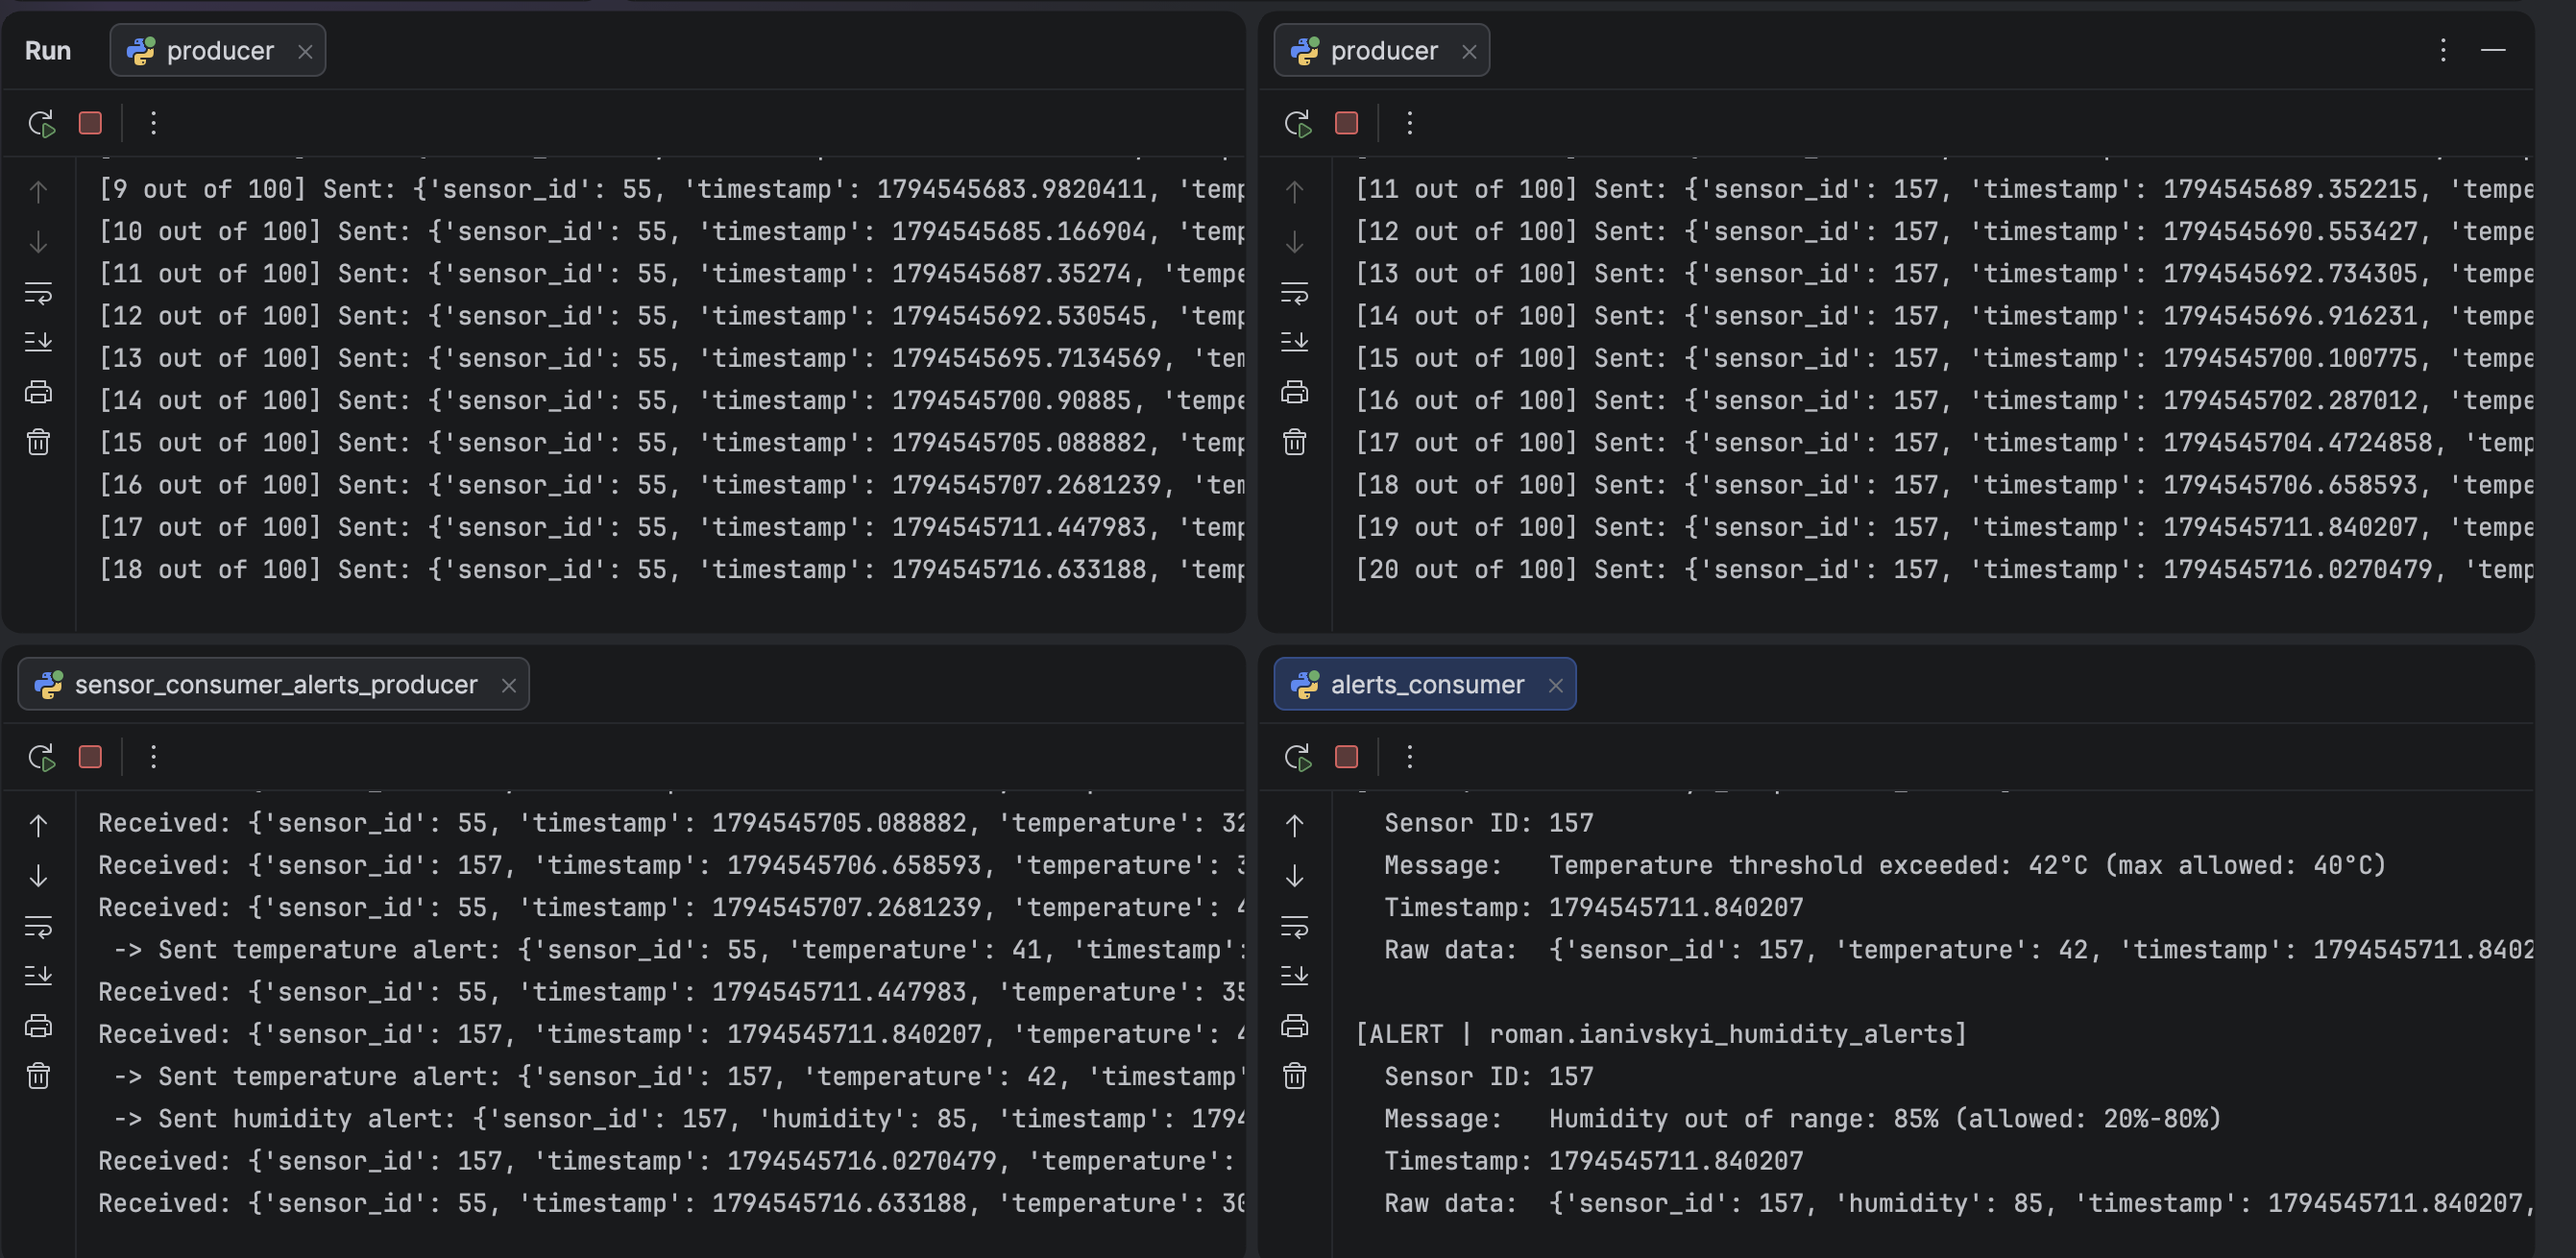 Run
producer
[9 out of 100] Sent: {'sensor_id': 55, 'timestamp': 1794545683.9820411, 'temp
[10 out of 100] Sent: {'sensor_id': 55, 'timestamp': 1794545685.166904, 'temp
[11 out of 100] Sent: {'sensor_id': 55, 'timestamp': 1794545687.35274, 'tempe
[12 out of 100] Sent: {'sensor_id': 55, 'timestamp': 1794545692.530545, 'temp
[13 out of 100] Sent: {'sensor_id': 55, 'timestamp': 1794545695.7134569, 'tem
[14 out of 100] Sent: {'sensor_id': 55, 'timestamp': 1794545700.90885, 'tempe
[15 out of 100] Sent: {'sensor_id': 55, 'timestamp': 1794545705.088882, 'temp
[16 out of 100] Sent: {'sensor_id': 55, 'timestamp': 1794545707.2681239, 'tem
[17 out of 100] Sent: {'sensor_id': 55, 'timestamp': 1794545711.447983, 'temp
[18 out of 100] Sent: {'sensor_id': 55, 'timestamp': 1794545716.633188, 'temp
producer
[11 out of 100] Sent: {'sensor_id': 157, 'timestamp': 1794545689.352215, 'tempe
[12 out of 100] Sent: {'sensor_id': 157, 'timestamp': 1794545690.553427, 'tempe
[13 out of 100] Sent: {'sensor_id': 157, 'timestamp': 1794545692.734305, 'tempe
[14 out of 100] Sent: {'sensor_id': 157, 'timestamp': 1794545696.916231, 'tempe
[15 out of 100] Sent: {'sensor_id': 157, 'timestamp': 1794545700.100775, 'tempe
[16 out of 100] Sent: {'sensor_id': 157, 'timestamp': 1794545702.287012, 'tempe
[17 out of 100] Sent: {'sensor_id': 157, 'timestamp': 1794545704.4724858, 'temp
[18 out of 100] Sent: {'sensor_id': 157, 'timestamp': 1794545706.658593, 'tempe
[19 out of 100] Sent: {'sensor_id': 157, 'timestamp': 1794545711.840207, 'tempe
[20 out of 100] Sent: {'sensor_id': 157, 'timestamp': 1794545716.0270479, 'temp
sensor_consumer_alerts_producer
Received: {'sensor_id': 55, 'timestamp': 1794545705.088882, 'temperature': 32
Received: {'sensor_id': 157, 'timestamp': 1794545706.658593, 'temperature': 3
Received: {'sensor_id': 55, 'timestamp': 1794545707.2681239, 'temperature': 4
-> Sent temperature alert: {'sensor_id': 55, 'temperature': 41, 'timestamp':
Received: {'sensor_id': 55, 'timestamp': 1794545711.447983, 'temperature': 35
Received: {'sensor_id': 157, 'timestamp': 1794545711.840207, 'temperature': 4
-> Sent temperature alert: {'sensor_id': 157, 'temperature': 42, 'timestamp'
-> Sent humidity alert: {'sensor_id': 157, 'humidity': 85, 'timestamp': 1794
Received: {'sensor_id': 157, 'timestamp': 1794545716.0270479, 'temperature':
Received: {'sensor_id': 55, 'timestamp': 1794545716.633188, 'temperature': 30
alerts_consumer
Sensor ID: 157
Message: Temperature threshold exceeded: 42°C (max allowed: 40°C)
Timestamp: 1794545711.840207
Raw data: {'sensor_id': 157, 'temperature': 42, 'timestamp': 1794545711.8402
[ALERT | roman.ianivskyi_humidity_alerts]
Sensor ID: 157
Message: Humidity out of range: 85% (allowed: 20%-80%)
Timestamp: 1794545711.840207
Raw data: {'sensor_id': 157, 'humidity': 85, 'timestamp': 1794545711.840207,